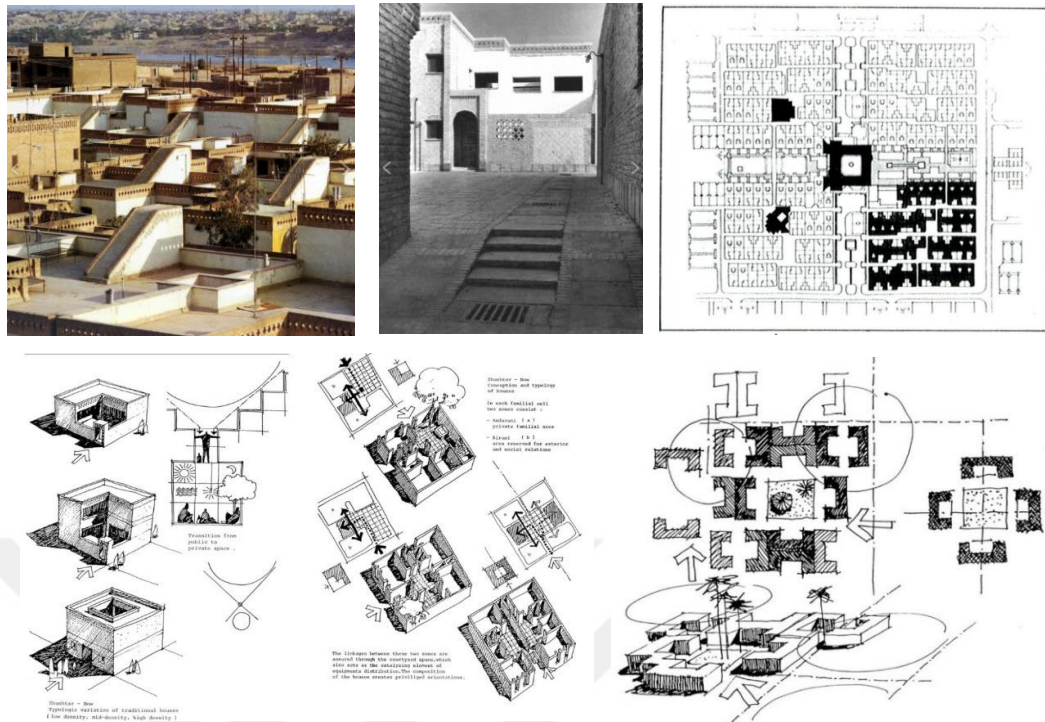 Transition from
public to
private space .
Shushtar - Now
Typologic variation of traditional houses
( low density, mid-density, high density )
Shushtar - Now
Conception and typology
of houses
In each familial cell
two zones consist :
- Andaruni ( a )
private familial area
- Biruni ( b )
area reserved for exterior
and social relations
The linkages between these two zones are
assured through the courtyard space, which
also acts as the catalyzing element of
equipments distribution. The composition
of the houses creates privileged orientations.